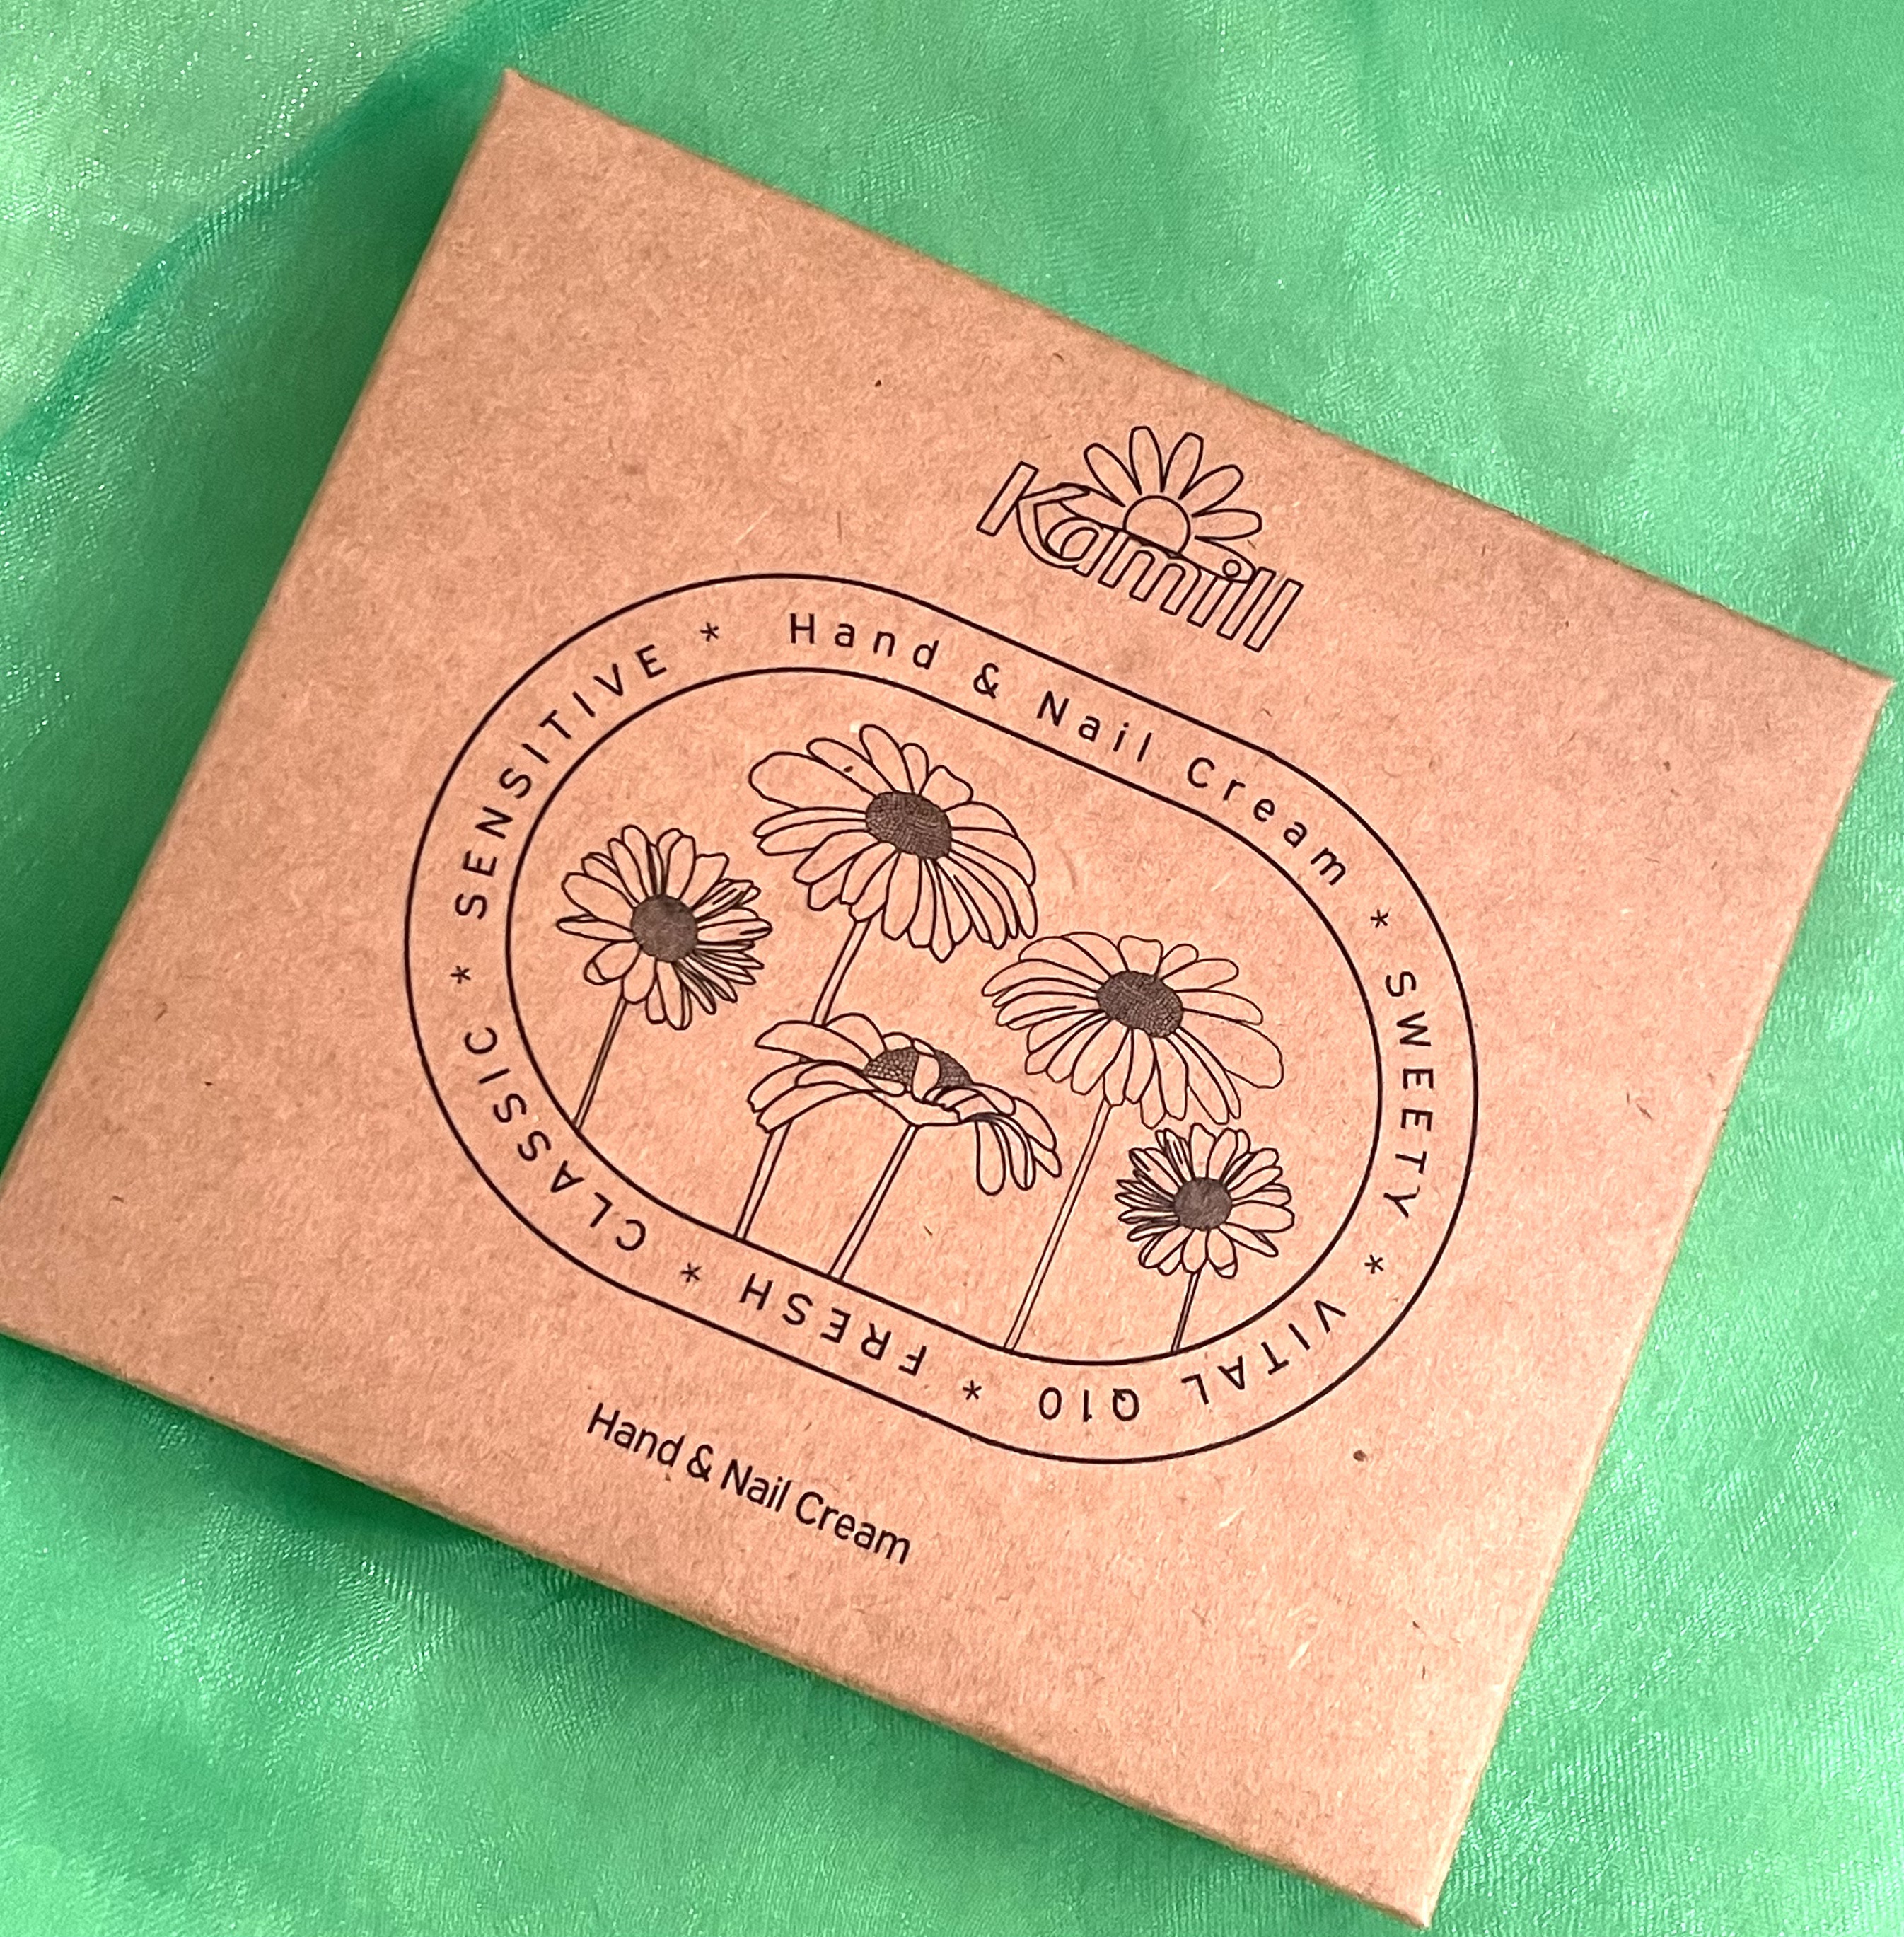 Kamill
Hand & Nail Cream * SWEETY * VITAL Q10 * FRESH * CLASSIC * SENSITIVE *
Hand & Nail Cream